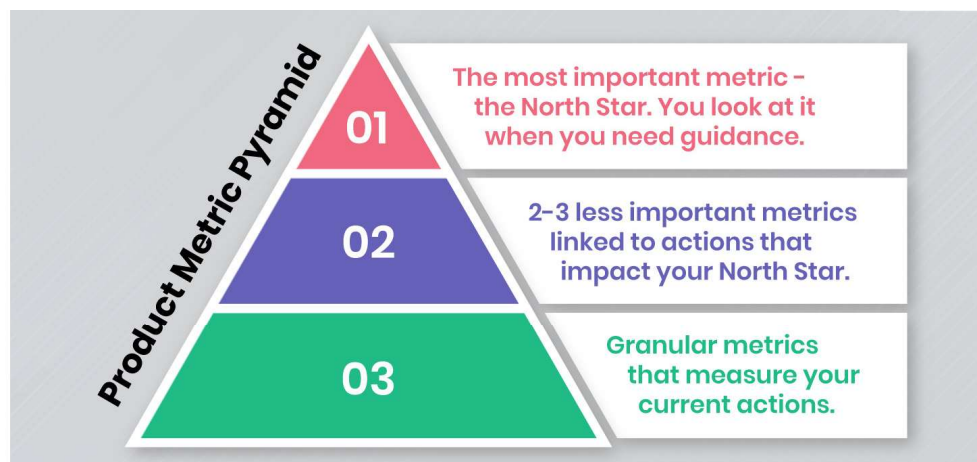 Product Metric Pyramid
01
The most important metric -
the North Star. You look at it
when you need guidance.
02
2-3 less important metrics
linked to actions that
impact your North Star.
03
Granular metrics
that measure your
current actions.